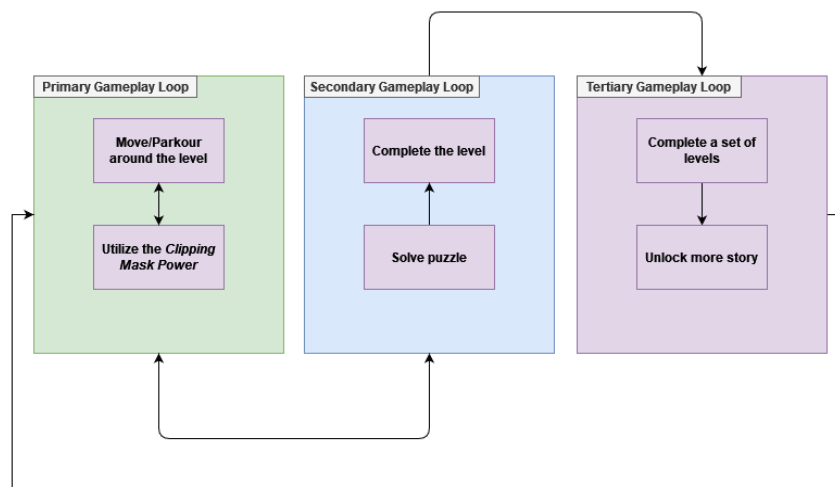 Primary Gameplay Loop
Move/Parkour
around the level
Utilize the Clipping
Mask Power
Secondary Gameplay Loop
Complete the level
Solve puzzle
Tertiary Gameplay Loop
Complete a set of
levels
Unlock more story